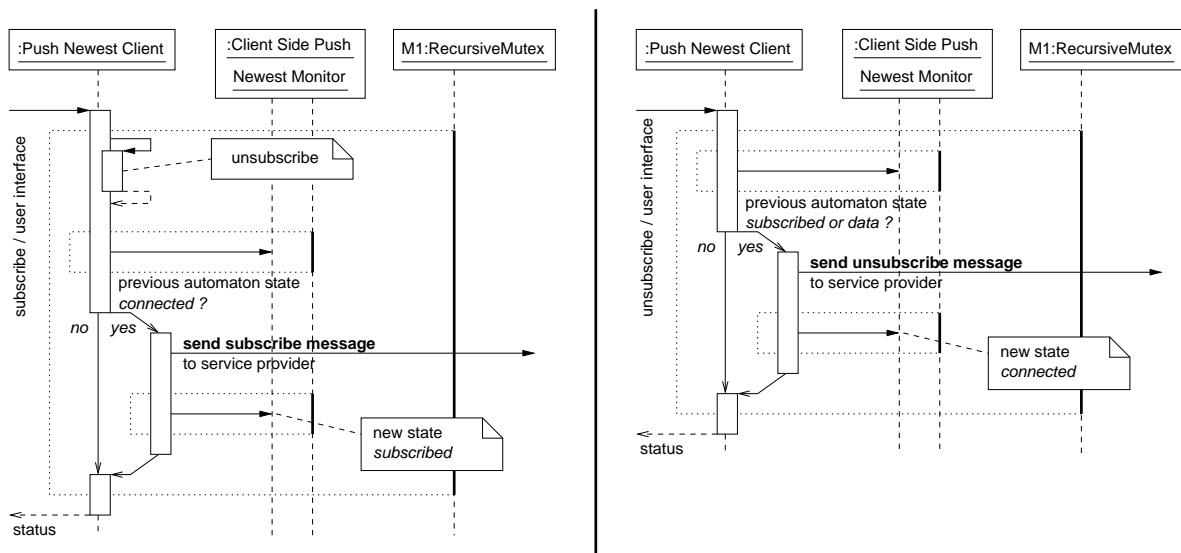 :Push Newest Client
:Client Side Push
Newest Monitor
M1:RecursiveMutex
subscribe / user interface
unsubscribe
previous automaton state
connected ?
no
yes
send subscribe message
to service provider
new state
subscribed
status
:Push Newest Client
:Client Side Push
Newest Monitor
M1:RecursiveMutex
unsubscribe / user interface
previous automaton state
subscribed or data ?
no
yes
send unsubscribe message
to service provider
new state
connected
status